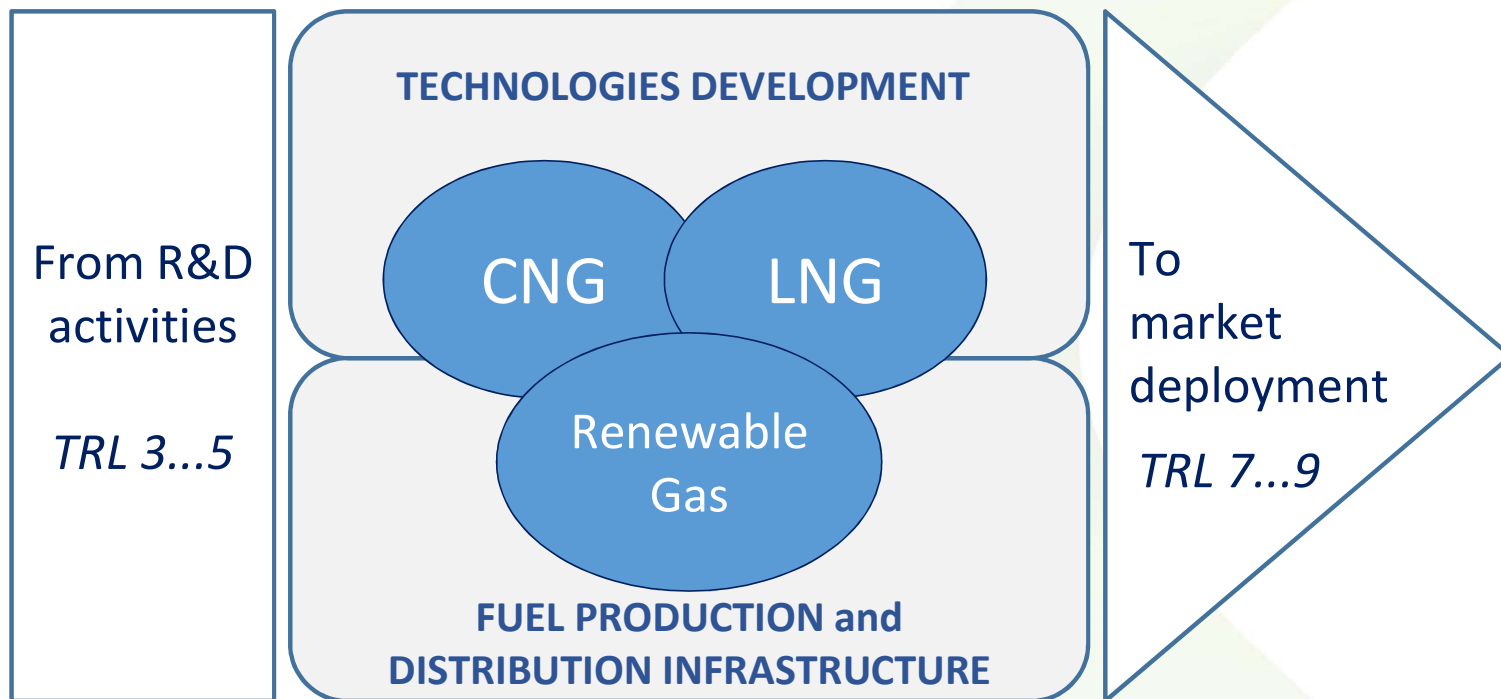 From R&D
activities
TRL 3...5
TECHNOLOGIES DEVELOPMENT
CNG
LNG
Renewable
Gas
FUEL PRODUCTION and
DISTRIBUTION INFRASTRUCTURE
To
market
deployment
TRL 7...9